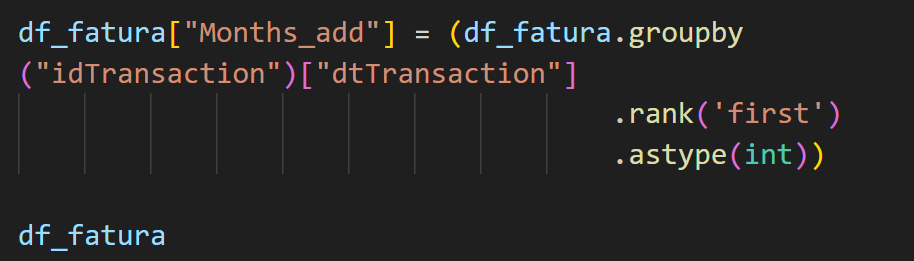 df_fatura["Months_add"] = (df_fatura.groupby
("idTransaction")["dtTransaction"]
.rank('first')
.astype(int))
df_fatura